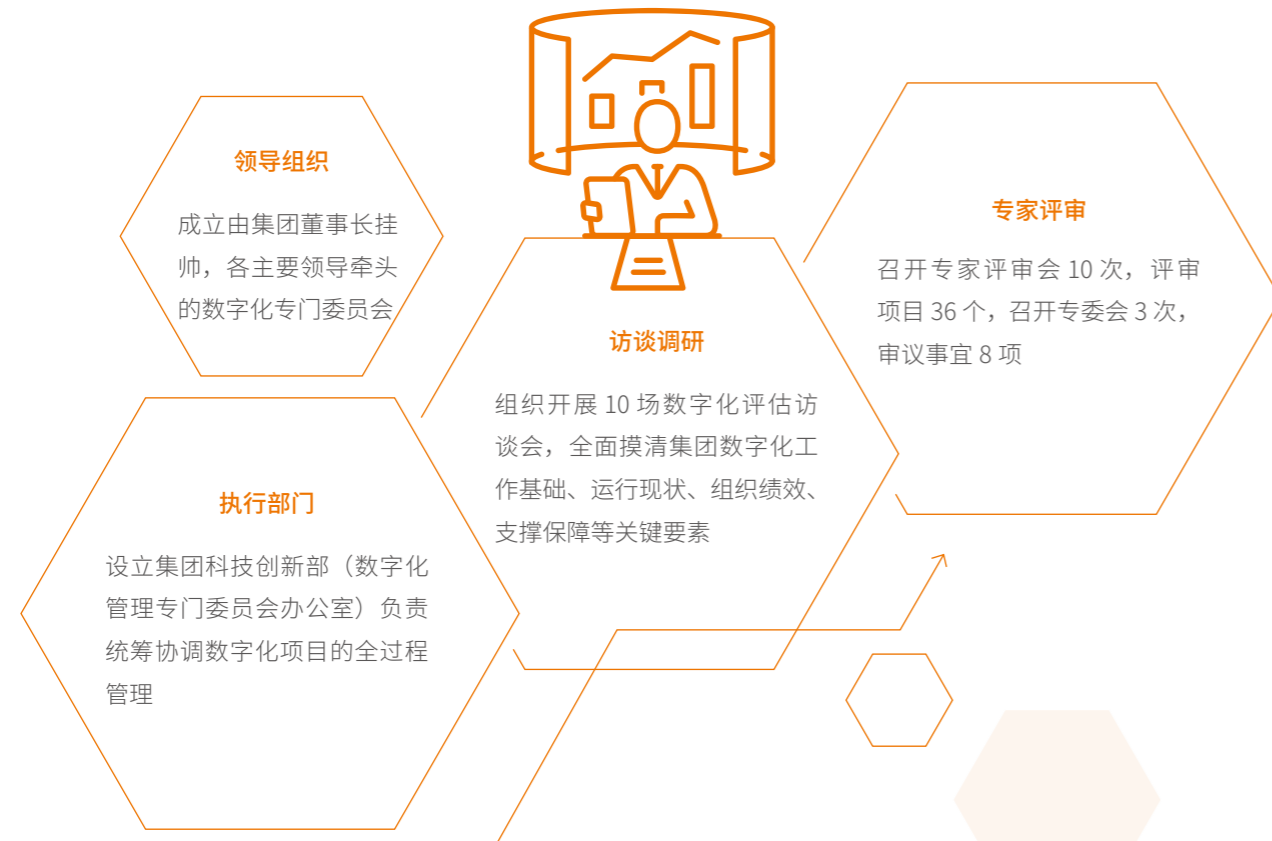 领导组织
成立由集团董事长挂
帅，各主要领导牵头
的数字化专门委员会
执行部门
设立集团科技创新部（数字化
管理专门委员会办公室）负责
统筹协调数字化项目的全过程
管理
访谈调研
组织开展 10 场数字化评估访
谈会，全面摸清集团数字化工
作基础、运行现状、组织绩效、
支撑保障等关键要素
专家评审
召开专家评审会 10 次，评审
项目 36 个，召开专委会 3 次，
审议事宜 8 项